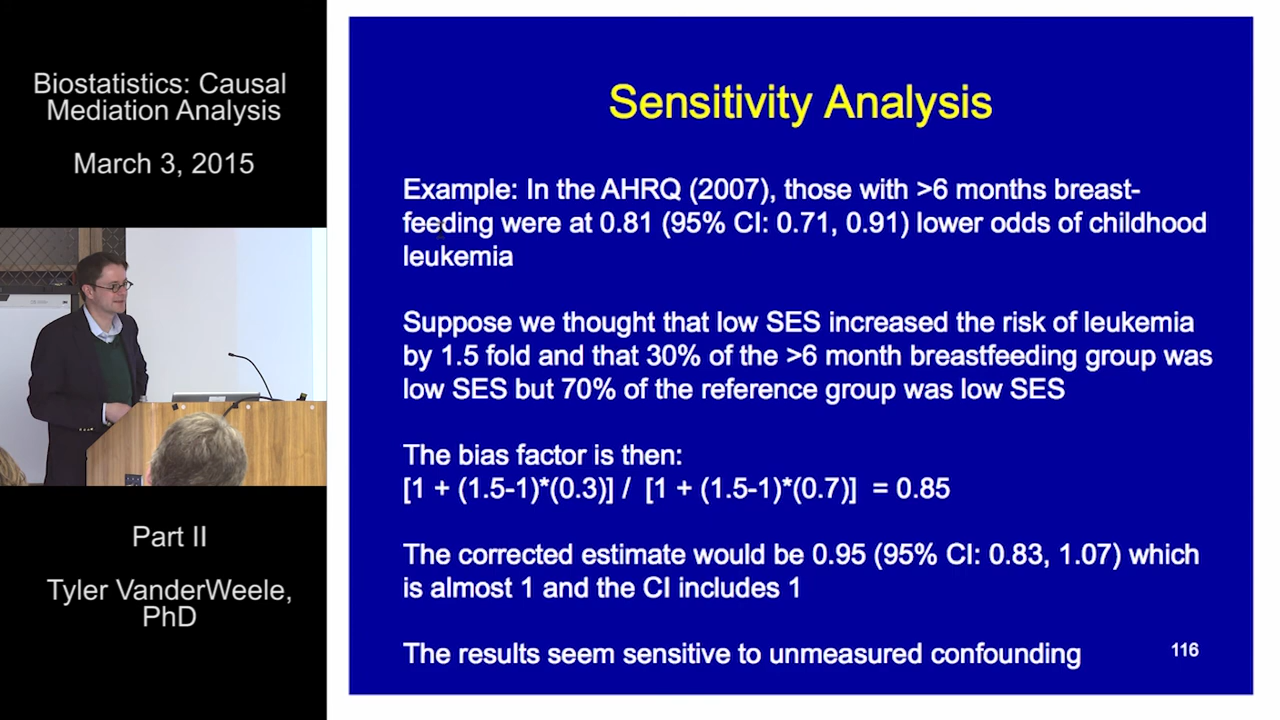 Biostatistics: Causal
Mediation Analysis
March 3, 2015
Part II
Tyler VanderWeele,
PhD
Sensitivity Analysis
Example: In the AHRQ (2007), those with >6 months breast-
feeding were at 0.81 (95% CI: 0.71, 0.91) lower odds of childhood
leukemia
Suppose we thought that low SES increased the risk of leukemia
by 1.5 fold and that 30% of the >6 month breastfeeding group was
low SES but 70% of the reference group was low SES
The bias factor is then:
[1 + (1.5-1)*(0.3)] / [1 + (1.5-1)*(0.7)] = 0.85
The corrected estimate would be 0.95 (95% CI: 0.83, 1.07) which
is almost 1 and the CI includes 1
The results seem sensitive to unmeasured confounding
116